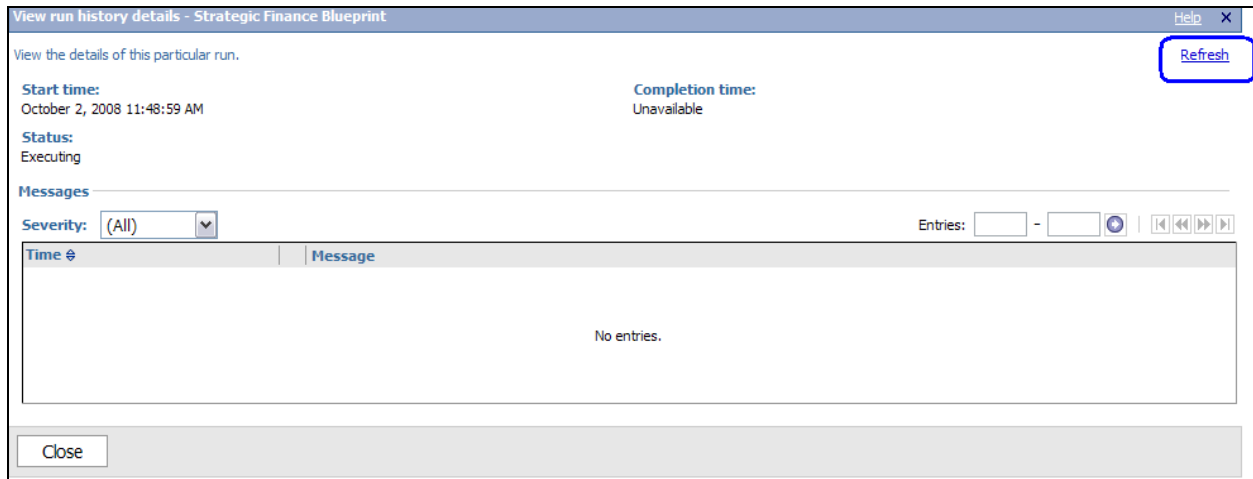 View run history details - Strategic Finance Blueprint Help X
View the details of this particular run. Refresh
Start time: Completion time:
October 2, 2008 11:48:59 AM Unavailable
Status:
Executing
Messages
Severity: (All) Entries: -
Time Message
No entries.
Close